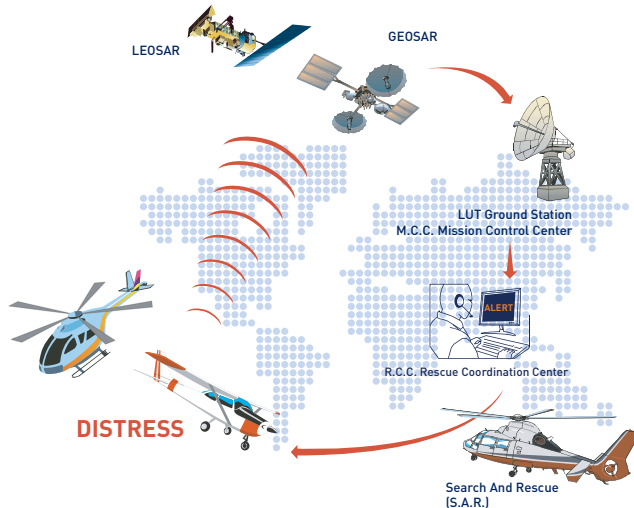 LEOSAR
GEOSAR
LUT Ground Station
M.C.C. Mission Control Center
ALERT
R.C.C. Rescue Coordination Center
DISTRESS
Search And Rescue
(S.A.R.)